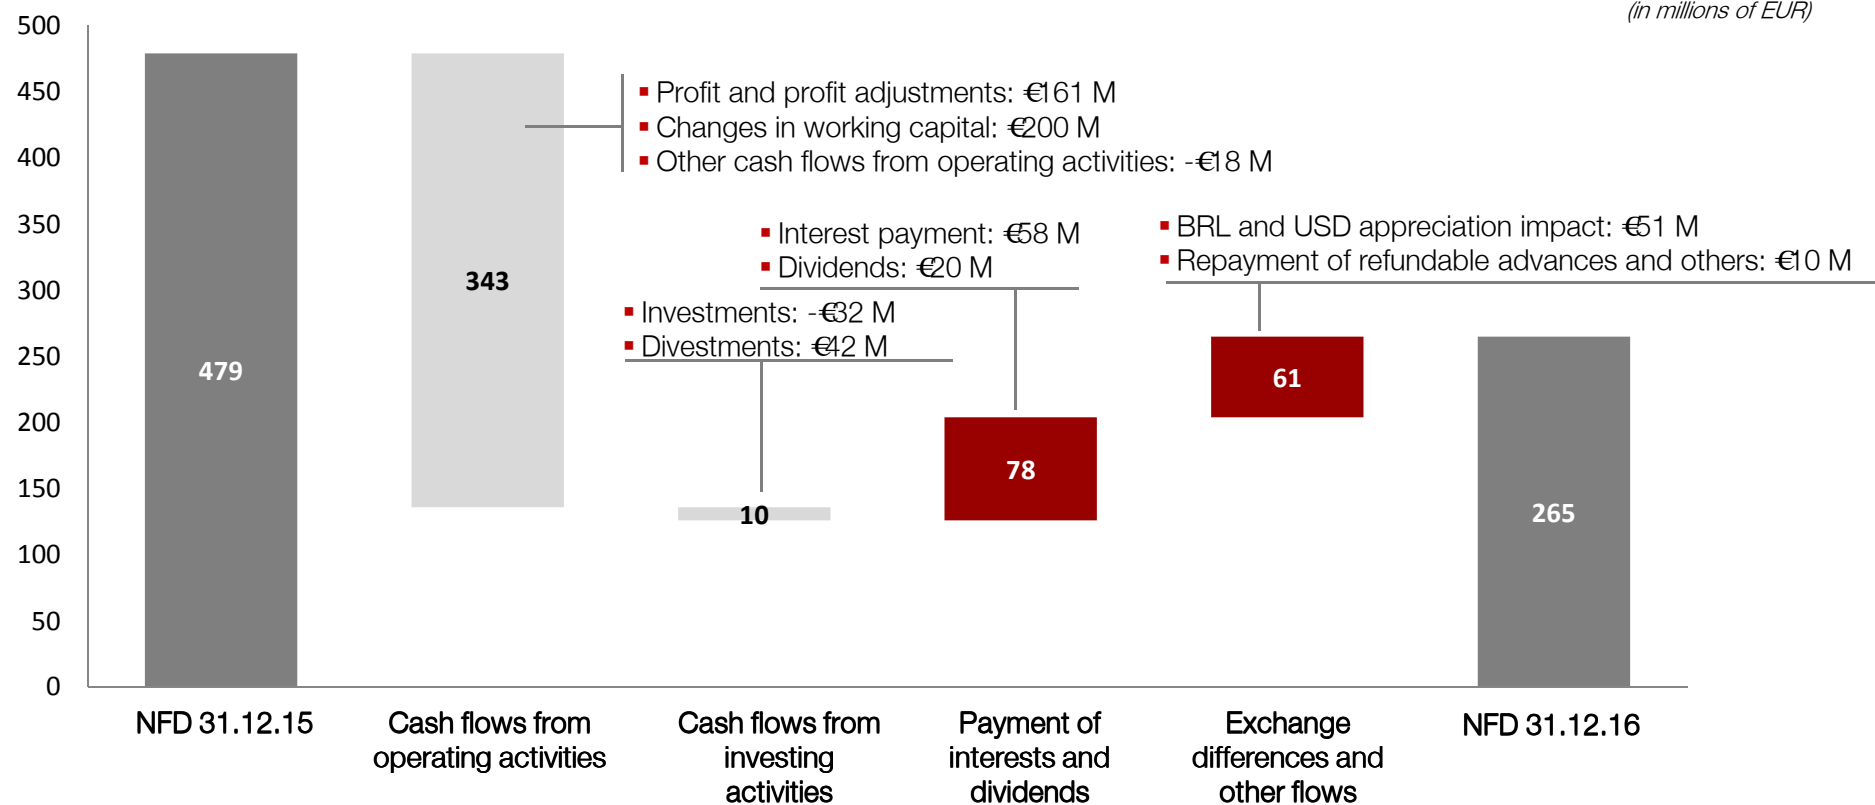 (in millions of EUR)
500
450
400
350
300
250
200
150
100
50
0
▪ Profit and profit adjustments: €161 M
▪ Changes in working capital: €200 M
▪ Other cash flows from operating activities: -€18 M
▪ Interest payment: €58 M
▪ Dividends: €20 M
▪ BRL and USD appreciation impact: €51 M
▪ Repayment of refundable advances and others: €10 M
▪ Investments: -€32 M
▪ Divestments: €42 M
479
343
10
78
61
265
NFD 31.12.15
Cash flows from
operating activities
Cash flows from
investing
activities
Payment of
interests and
dividends
Exchange
differences and
other flows
NFD 31.12.16